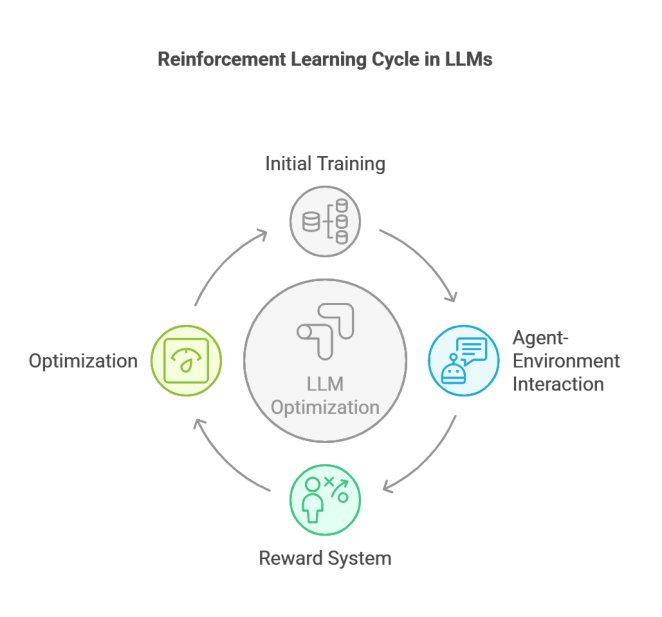 Reinforcement Learning Cycle in LLMs
Initial Training
Agent-
Environment
Interaction
Optimization
LLM
Optimization
Reward System